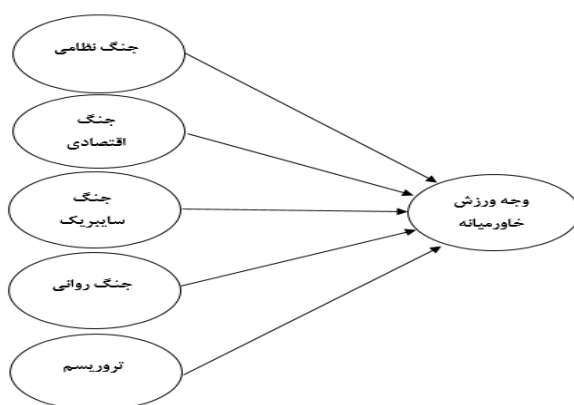 جنگ نظامی
جنگ
اقتصادی
جنگ
سایبریک
جنگ روانی
تروریسم
وجه ورزش
خاورمیانه